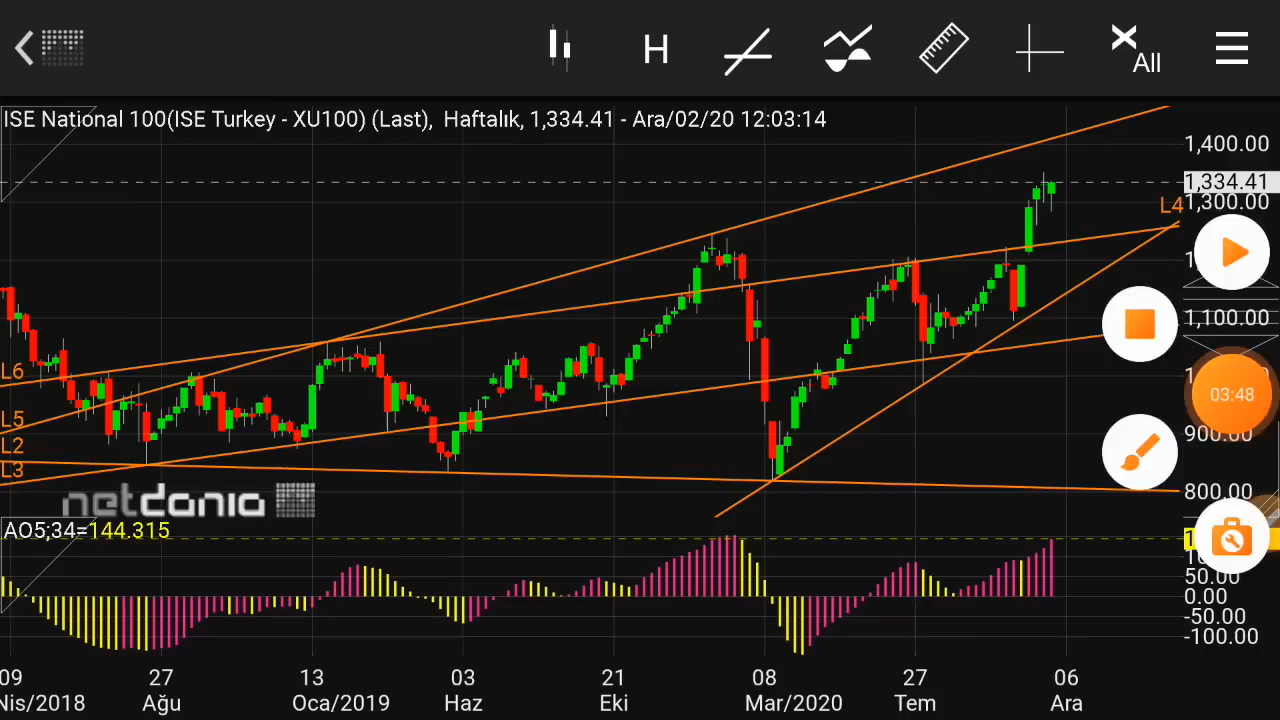 H
All
ISE National 100(ISE Turkey - XU100) (Last), Haftalık, 1,334.41 - Ara/02/20 12:03:14
1,400.00
1,334.41
1,300.00
L4
1,100.00
03:48
900.00
800.00
L6
L5
L2
L3
netdania
AO5;34=144.315
50.00
0.00
-50.00
-100.00
09 27 13 03 21 08 27 06
Nis/2018 Ağu Oca/2019 Haz Eki Mar/2020 Tem Ara